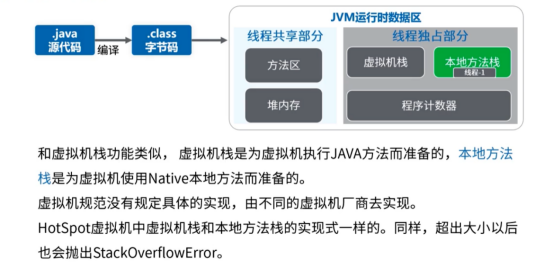 JVM运行时数据区
.java
源代码
编译
.class
字节码
线程共享部分
线程独占部分
方法区
虚拟机栈
本地方法栈
线程-1
堆内存
程序计数器
和虚拟机栈功能类似， 虚拟机栈是为虚拟机执行JAVA方法而准备的，本地方法
栈是为虚拟机使用Native本地方法而准备的。
虚拟机规范没有规定具体的实现，由不同的虚拟机厂商去实现。
HotSpot虚拟机中虚拟机栈和本地方法栈的实现式一样的。同样，超出大小以后
也会抛出StackOverflowError。